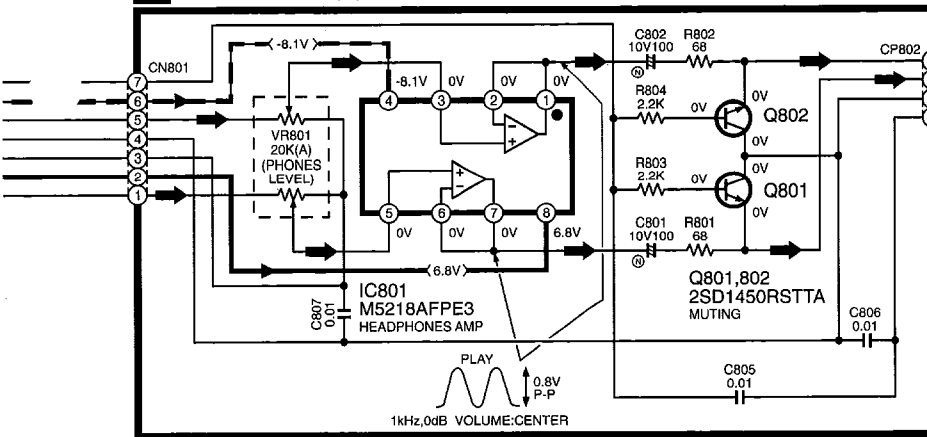 -8.1V
C802
10V100
R802
68
CP802
CN801
7
6
5
4
3
2
1
-8.1V
0V
0V
0V
4
3
2
1
N
R804
2.2K
0V
0V
Q802
0V
VR801
20K(A)
(PHONES
LEVEL)
-
+
+
-
R803
2.2K
0V
0V
Q801
0V
5
6
7
8
0V
0V
0V
6.8V
C801
10V100
R801
68
N
6.8V
IC801
M5218AFPE3
HEADPHONES AMP
C807
0.01
Q801,802
2SD1450RSTTA
MUTING
C806
0.01
PLAY
0.8V
P-P
C805
0.01
1kHz,0dB VOLUME:CENTER